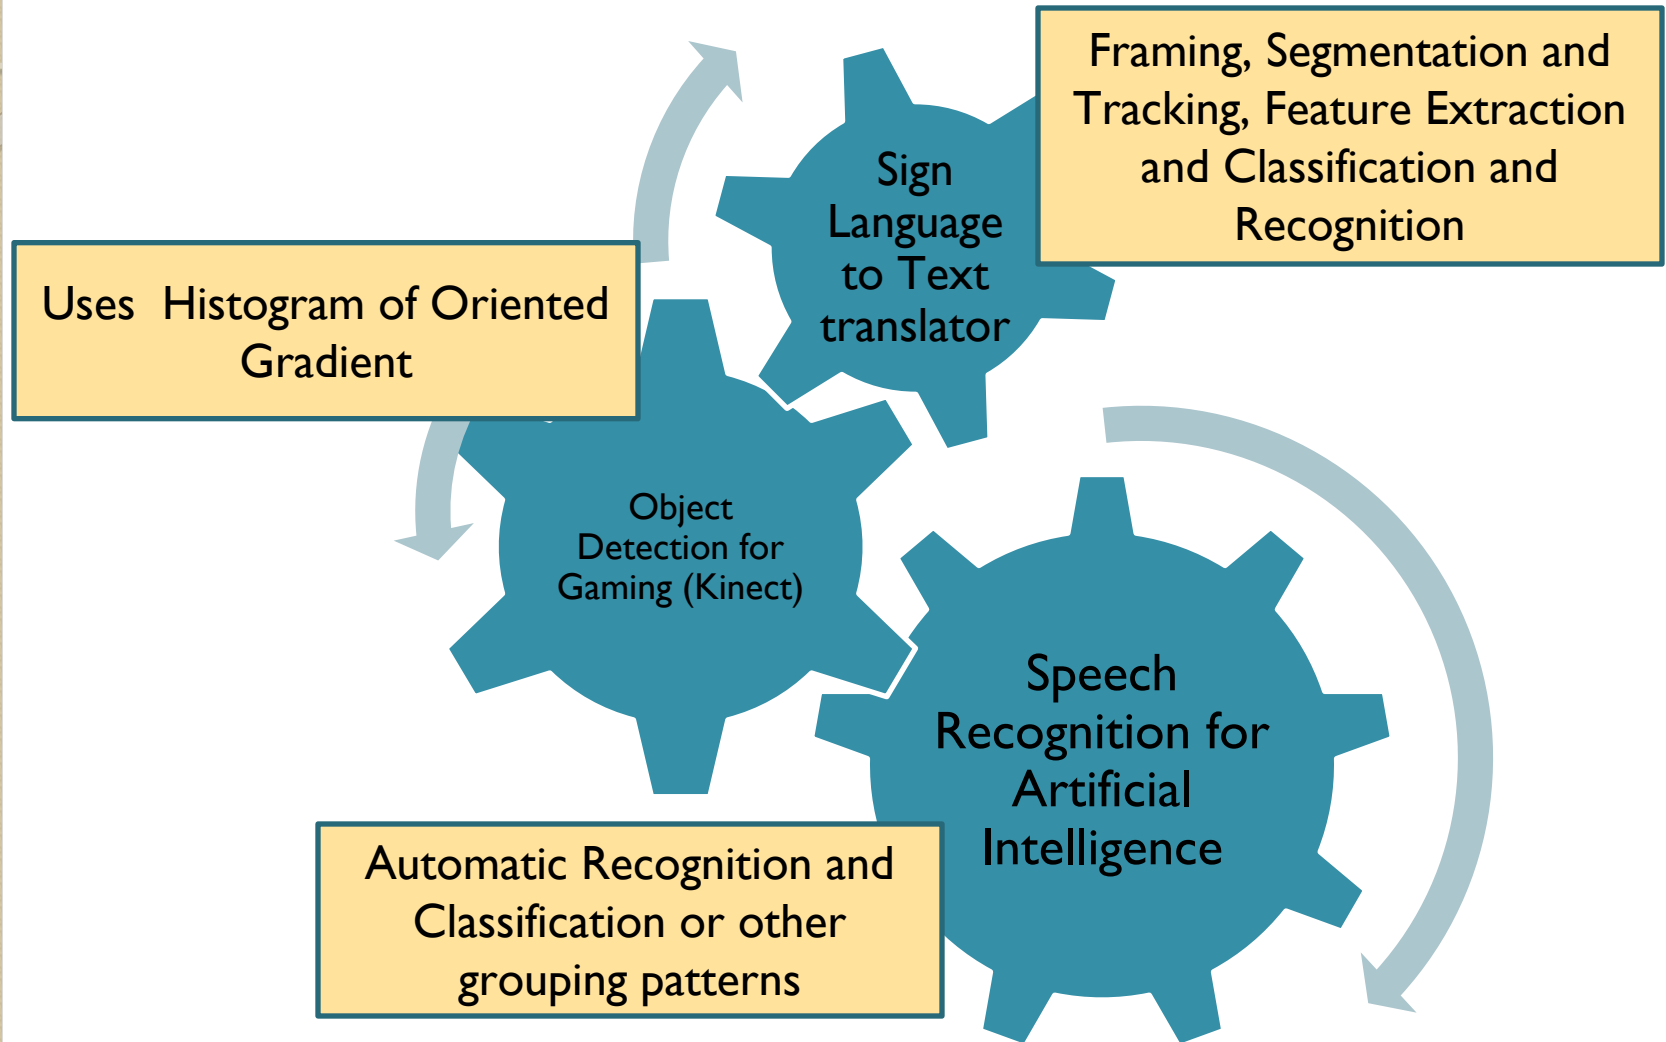 Framing, Segmentation and
Tracking, Feature Extraction
and Classification and
Recognition
Sign
Language
to Text
translator
Uses  Histogram of Oriented
Gradient
Object
Detection for
Gaming (Kinect)
Speech
Recognition for
Artificial
Intelligence
Automatic Recognition and
Classification or other
grouping patterns